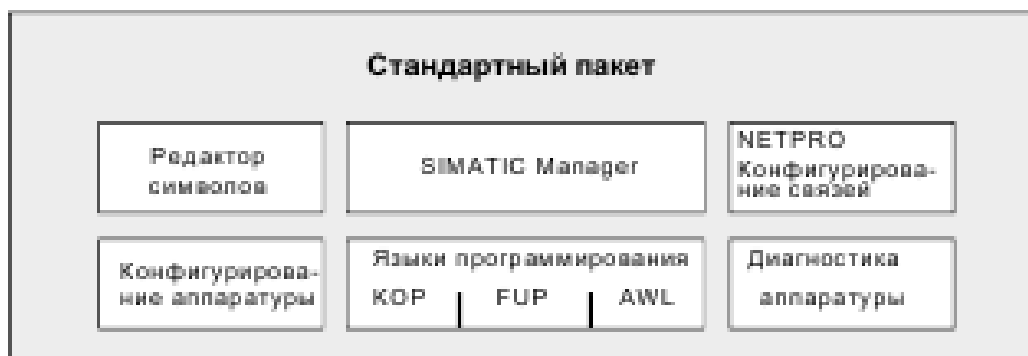 Стандартный пакет
Редактор
символов
SIMATIC Manager
NETPRO
Конфигурирова-
ние связей
Конфигурирова-
ние аппаратуры
Языки программирования
KOP FUP AWL
Диагностика
аппаратуры